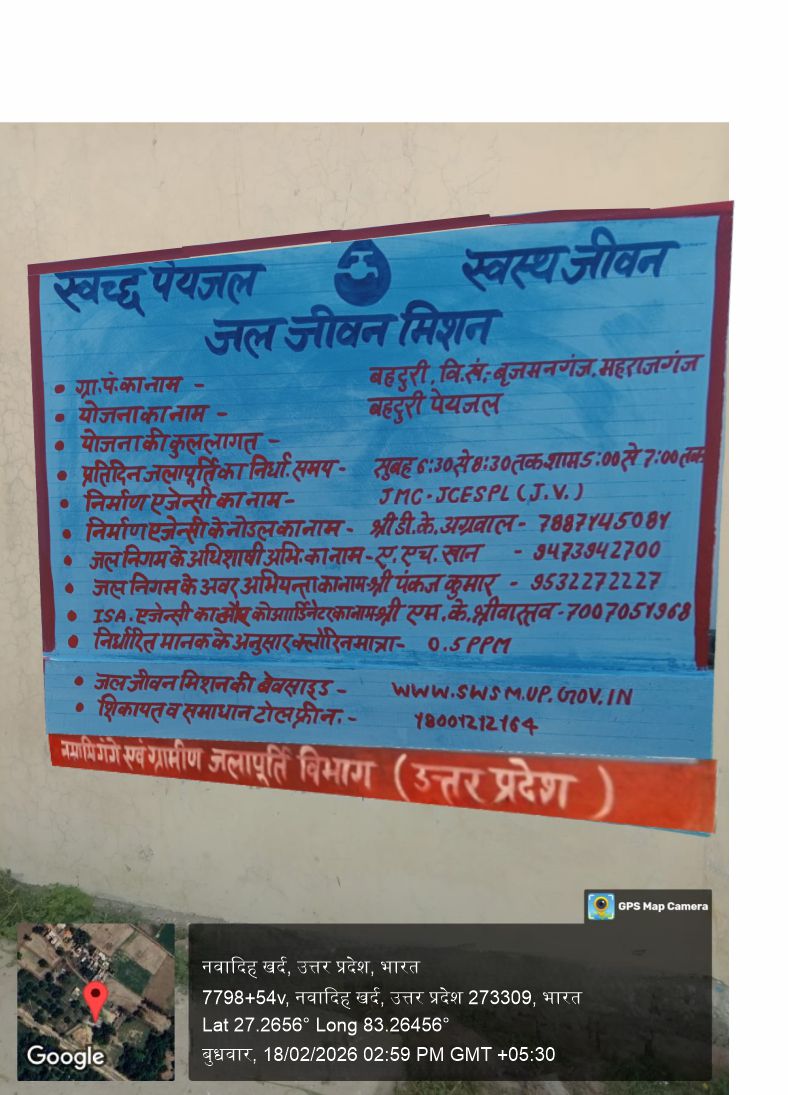 स्वच्छ पेयजल स्वस्थ जीवन
जल जीवन मिशन
• ग्रा.पं.का नाम - बहदुरी, वि.खं:- बृजमनगंज, महराजगंज
• योजना का नाम - बहदुरी पेयजल
• योजना की कुल लागत -
• प्रतिदिन जलापूर्ति का निर्धा. समय - सुबह 6:30 से 8:30 तक शाम 5:00 से 7:00 तक
• निर्माण एजेन्सी का नाम - JMC - JCESPL (J.V.)
• निर्माण एजेन्सी के नोडल का नाम - श्री डी.के. अग्रवाल - 7887145081
• जल निगम के अधिशाषी अभि. का नाम - ए. एच. खान - 9473942700
• जल निगम के अवर अभियन्ता का नाम श्री पंकज कुमार - 9532272227
• ISA. एजेन्सी का कोआर्डिनेटर का नाम श्री एम. के. श्रीवास्तव - 7007051968
• निर्धारित मानक के अनुसार क्लोरिन मात्रा - 0.5 PPM
• जल जीवन मिशन की बेवसाइड - WWW.SWSM.UP.GOV.IN
• शिकायत व समाधान टोल फ्री न. - 18001212164
नमामि गंगे एवं ग्रामीण जलापूर्ति विभाग (उत्तर प्रदेश)
GPS Map Camera
नवादिह खर्द, उत्तर प्रदेश, भारत
7798+54v, नवादिह खर्द, उत्तर प्रदेश 273309, भारत
Lat 27.2656° Long 83.26456°
बुधवार, 18/02/2026 02:59 PM GMT +05:30
Google